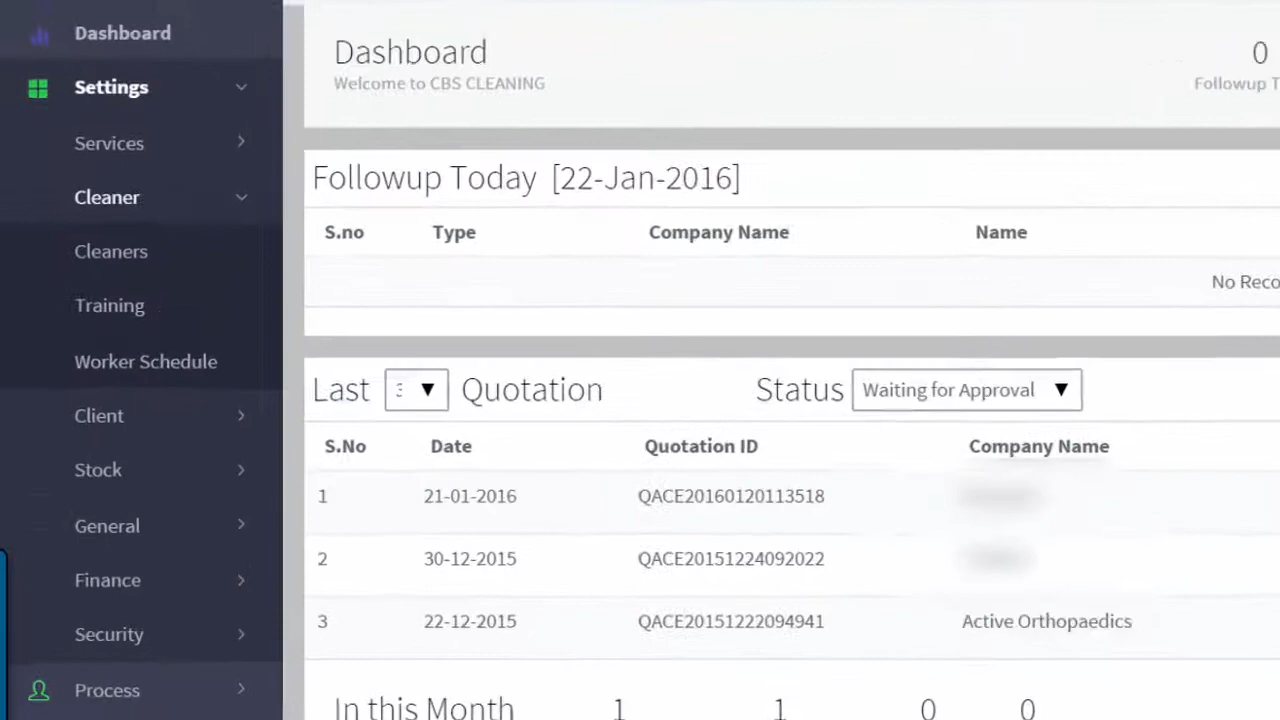 Dashboard
Settings
Services
Cleaner
Cleaners
Training
Worker Schedule
Client
Stock
General
Finance
Security
Process
Dashboard
0
Welcome to CBS CLEANING
Followup T
Followup Today [22-Jan-2016]
S.no Type Company Name Name
No Reco
Last 3 Quotation Status Waiting for Approval
S.No Date Quotation ID Company Name
1 21-01-2016 QACE20160120113518
2 30-12-2015 QACE20151224092022
3 22-12-2015 QACE20151222094941 Active Orthopaedics
In this Month 1 1 0 0